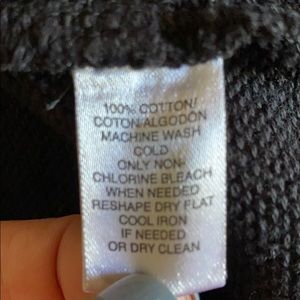 100% COTTON/
COTON/ALGODÓN
MACHINE WASH
COLD
ONLY NON-
CHLORINE BLEACH
WHEN NEEDED
RESHAPE DRY FLAT
COOL IRON
IF NEEDED
OR DRY CLEAN